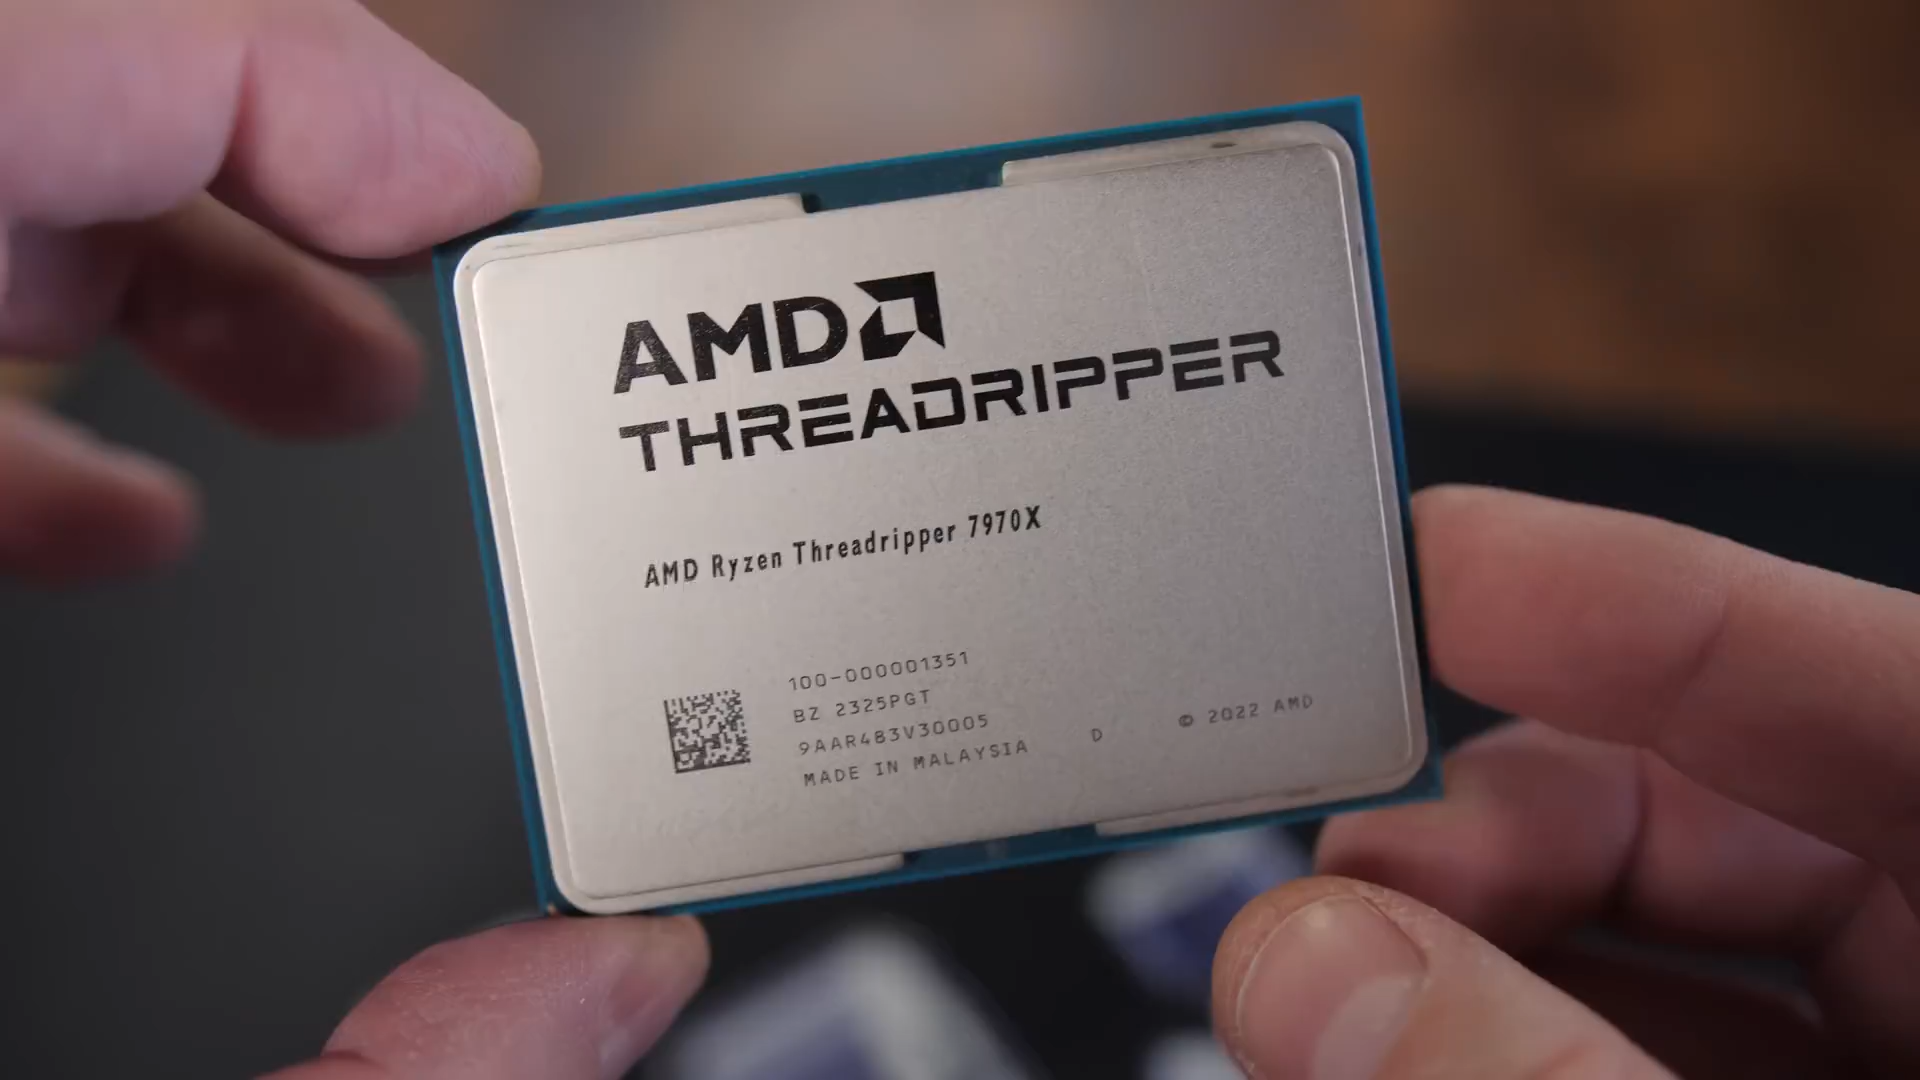 AMD
THREADRIPPER
AMD Ryzen Threadripper 7970X
100-000001351
BZ 2325PGT
9AAR483V30005
MADE IN MALAYSIA
D
© 2022 AMD